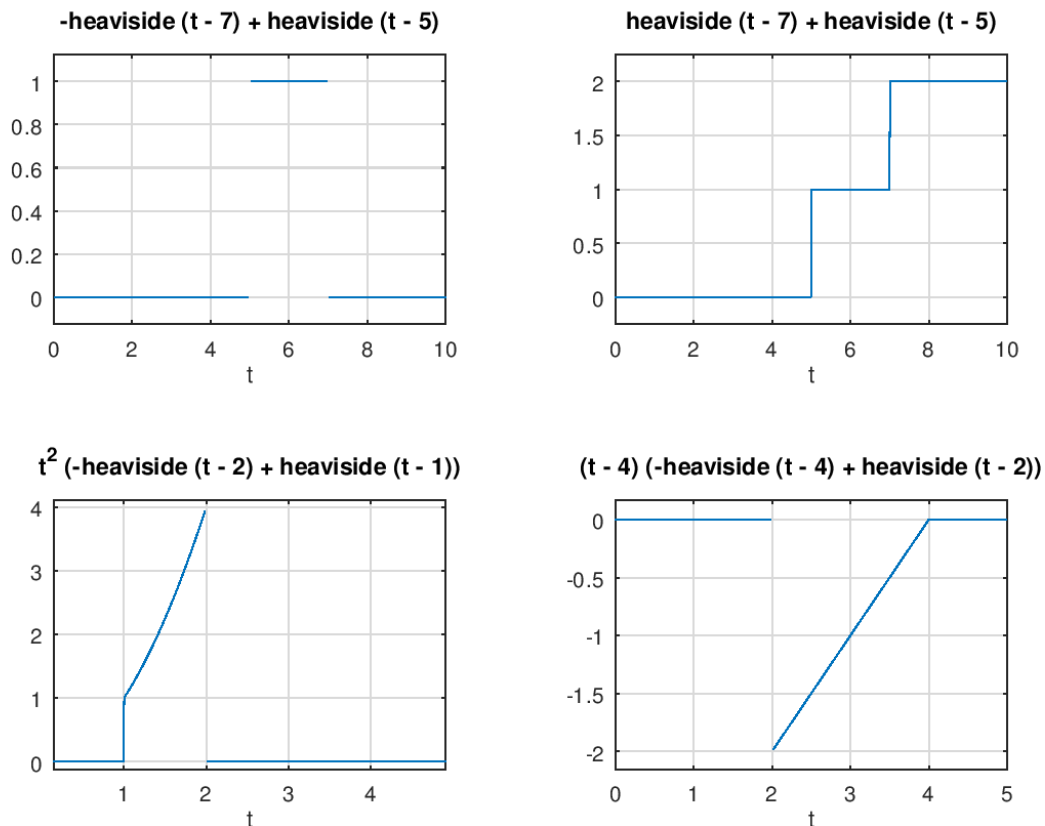 -heaviside (t - 7) + heaviside (t - 5)
1
0.8
0.6
0.4
0.2
0
0 2 4 6 8 10
t
heaviside (t - 7) + heaviside (t - 5)
2
1.5
1
0.5
0
0 2 4 6 8 10
t
t² (-heaviside (t - 2) + heaviside (t - 1))
4
3
2
1
0
1 2 3 4
t
(t - 4) (-heaviside (t - 4) + heaviside (t - 2))
0
-0.5
-1
-1.5
-2
0 1 2 3 4 5
t